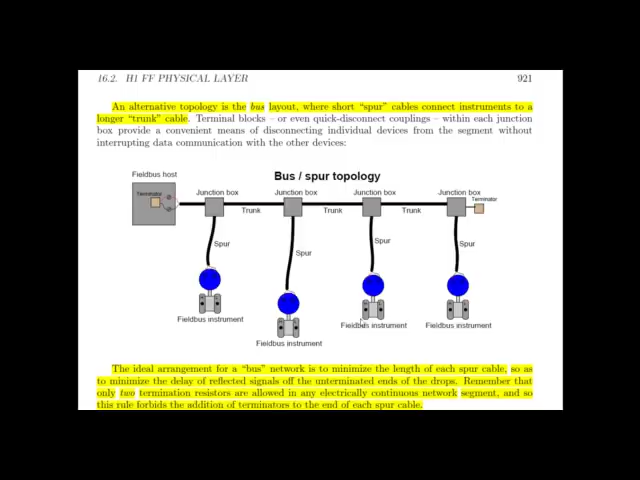 16.2. H1 FF PHYSICAL LAYER 921
An alternative topology is the bus layout, where short “spur” cables connect instruments to a
longer “trunk” cable. Terminal blocks – or even quick-disconnect couplings – within each junction
box provide a convenient means of disconnecting individual devices from the segment without
interrupting data communication with the other devices:
Bus / spur topology
Fieldbus host
Terminator
Junction box Junction box Junction box Junction box
Terminator
Trunk Trunk Trunk
Spur Spur Spur Spur
Fieldbus instrument Fieldbus instrument Fieldbus instrument Fieldbus instrument
The ideal arrangement for a “bus” network is to minimize the length of each spur cable, so as
to minimize the delay of reflected signals off the unterminated ends of the drops. Remember that
only two termination resistors are allowed in any electrically continuous network segment, and so
this rule forbids the addition of terminators to the end of each spur cable.